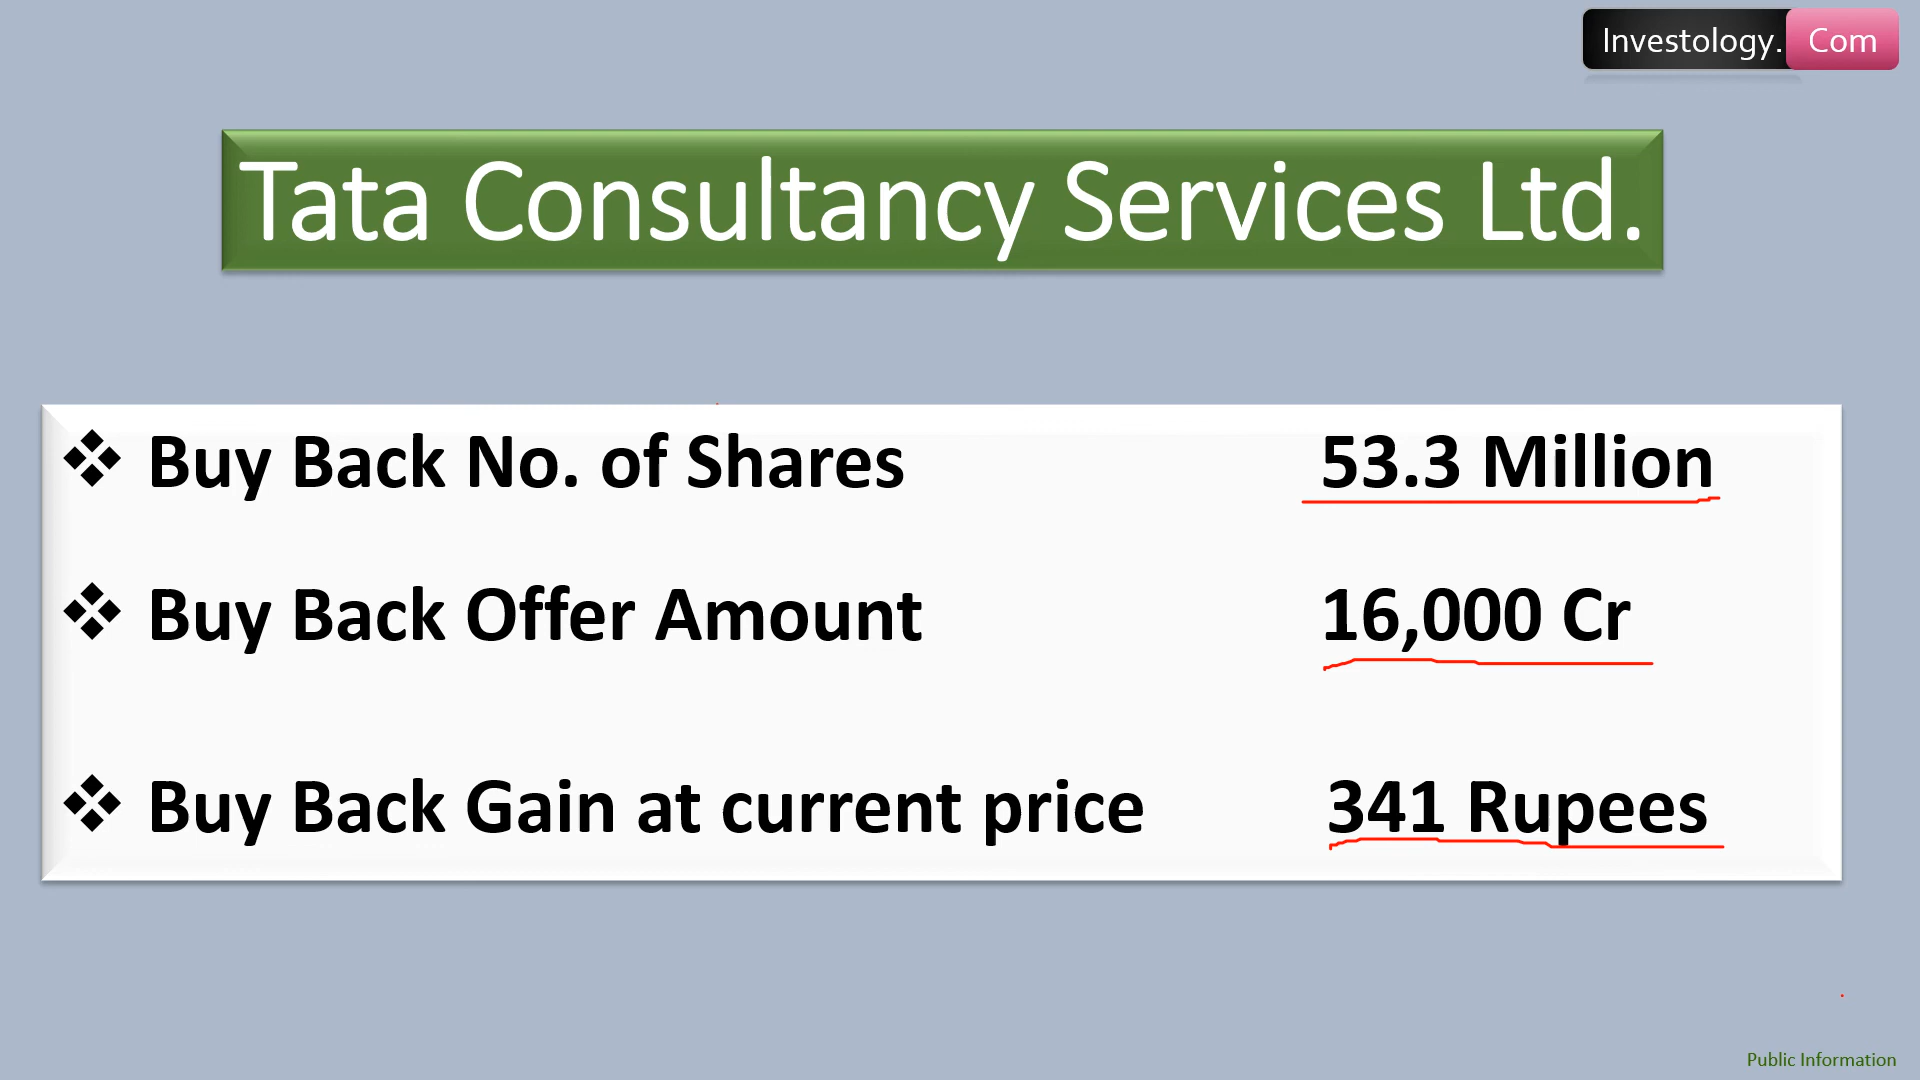 Investology. Com
Tata Consultancy Services Ltd.
Buy Back No. of Shares 53.3 Million
Buy Back Offer Amount 16,000 Cr
Buy Back Gain at current price 341 Rupees
Public Information